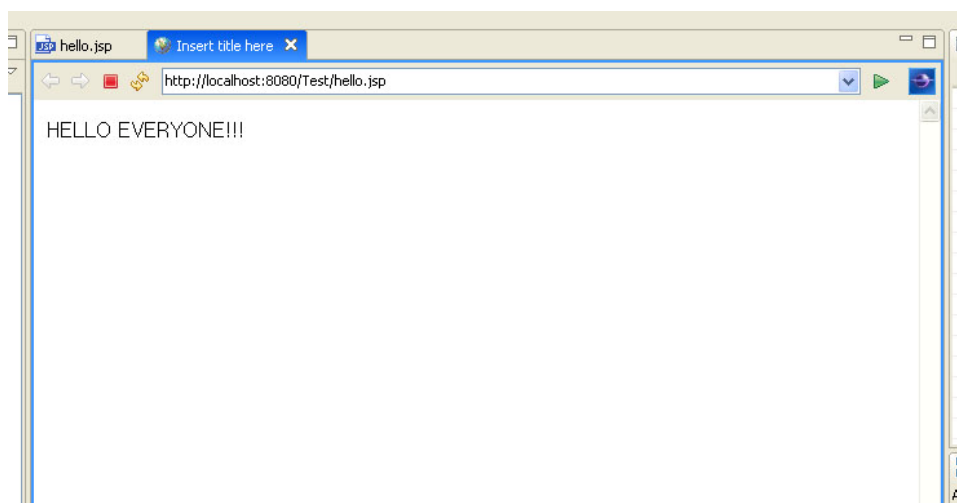 hello.jsp Insert title here
http://localhost:8080/Test/hello.jsp
HELLO EVERYONE!!!